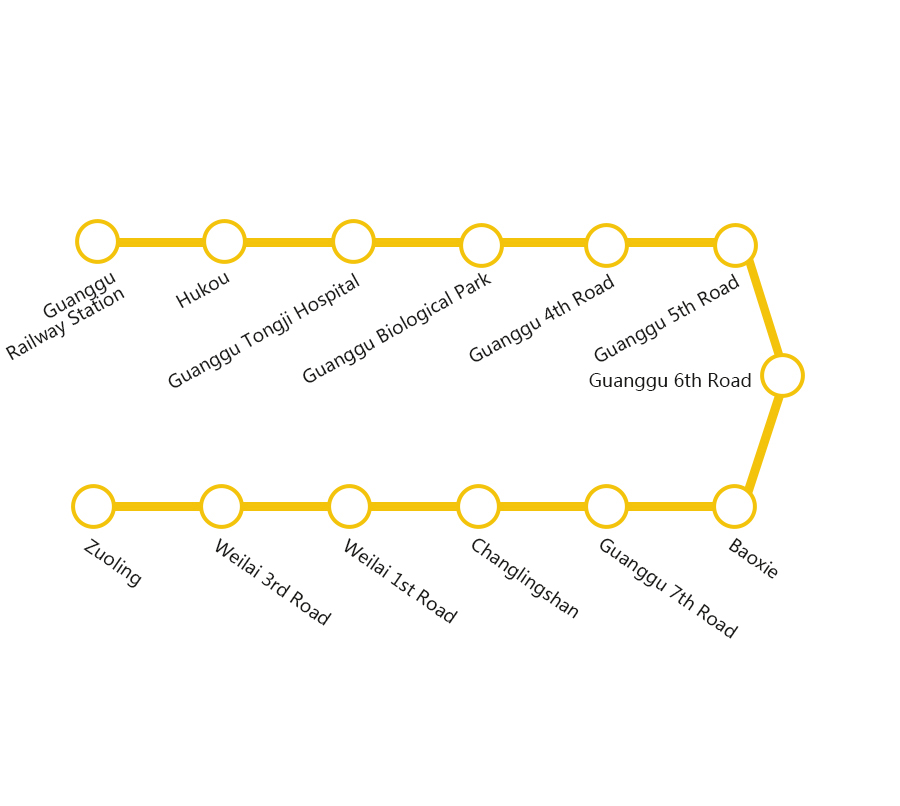 Guanggu
Railway Station
Hukou
Guanggu Tongji Hospital
Guanggu Biological Park
Guanggu 4th Road
Guanggu 5th Road
Guanggu 6th Road
Zuoling
Weilai 3rd Road
Weilai 1st Road
Changlingshan
Guanggu 7th Road
Baoxie